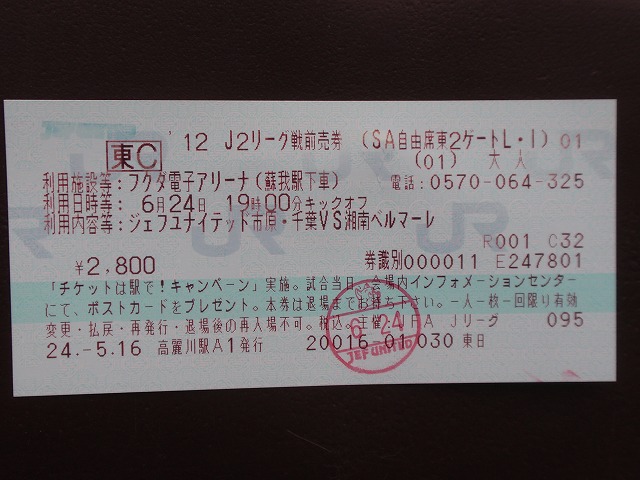 '12 J2リーグ戦前売券 (SA自由席東2ゲートL・I) 01
東C
(01) 大人
利用施設等:フクダ電子アリーナ(蘇我駅下車) 電話:0570-064-325
利用日時等: 6月24日 19時00分キックオフ
利用内容等:ジェフユナイテッド市原・千葉VS湘南ベルマーレ
R001 C32
¥2,800 券識別000011 E247801
「チケットは駅で!キャンペーン」実施。試合当日、会場内インフォメーションセンター
にて、ポストカードをプレゼント。本券は退場までお持ち下さい。一人一枚一回限り有効
変更・払戻・再発行・退場後の再入場不可。税込。主催: FA Jリーグ 095
24.-5.16 高麗川駅A1発行 20016-01 030 東日
6.24
JEF UNITED